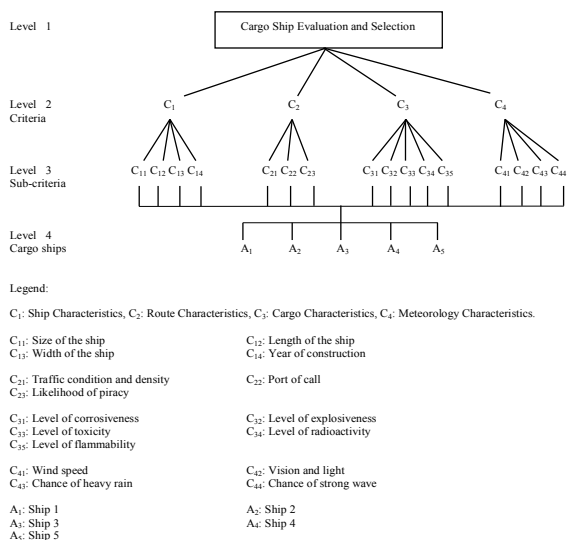 Level 1
Cargo Ship Evaluation and Selection
Level 2
Criteria
C₁ C₂ C₃ C₄
Level 3
Sub-criteria
C₁₁ C₁₂ C₁₃ C₁₄ C₂₁ C₂₂ C₂₃ C₃₁ C₃₂ C₃₃ C₃₄ C₃₅ C₄₁ C₄₂ C₄₃ C₄₄
Level 4
Cargo ships
A₁ A₂ A₃ A₄ A₅
Legend:
C₁: Ship Characteristics, C₂: Route Characteristics, C₃: Cargo Characteristics, C₄: Meteorology Characteristics.
C₁₁: Size of the ship C₁₂: Length of the ship
C₁₃: Width of the ship C₁₄: Year of construction
C₂₁: Traffic condition and density C₂₂: Port of call
C₂₃: Likelihood of piracy
C₃₁: Level of corrosiveness C₃₂: Level of explosiveness
C₃₃: Level of toxicity C₃₄: Level of radioactivity
C₃₅: Level of flammability
C₄₁: Wind speed C₄₂: Vision and light
C₄₃: Chance of heavy rain C₄₄: Chance of strong wave
A₁: Ship 1 A₂: Ship 2
A₃: Ship 3 A₄: Ship 4
A₅: Ship 5